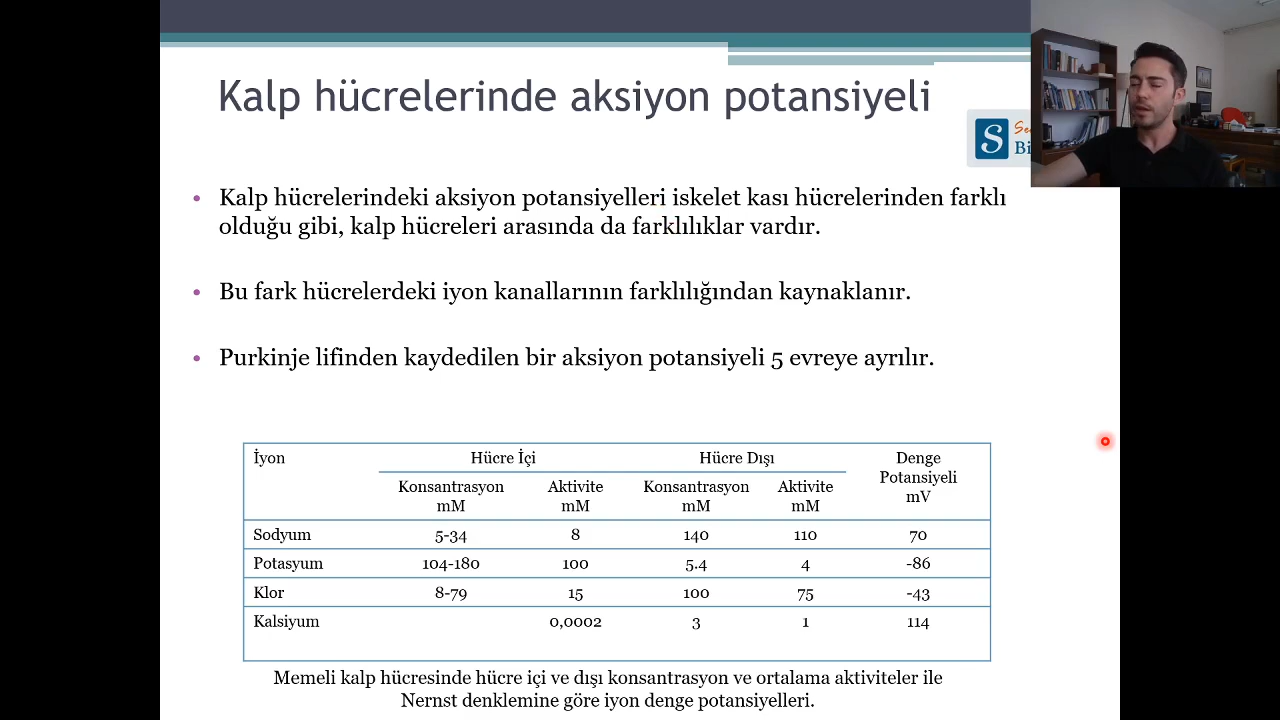 Kalp hücrelerinde aksiyon potansiyeli
S
• Kalp hücrelerindeki aksiyon potansiyelleri iskelet kası hücrelerinden farklı
olduğu gibi, kalp hücreleri arasında da farklılıklar vardır.
• Bu fark hücrelerdeki iyon kanallarının farklılığından kaynaklanır.
• Purkinje lifinden kaydedilen bir aksiyon potansiyeli 5 evreye ayrılır.
İyon Hücre İçi Hücre Dışı Denge
Potansiyeli
mV
Konsantrasyon Aktivite Konsantrasyon Aktivite
mM mM mM mM
Sodyum 5-34 8 140 110 70
Potasyum 104-180 100 5.4 4 -86
Klor 8-79 15 100 75 -43
Kalsiyum 0,0002 3 1 114
Memeli kalp hücresinde hücre içi ve dışı konsantrasyon ve ortalama aktiviteler ile
Nernst denklemine göre iyon denge potansiyelleri.